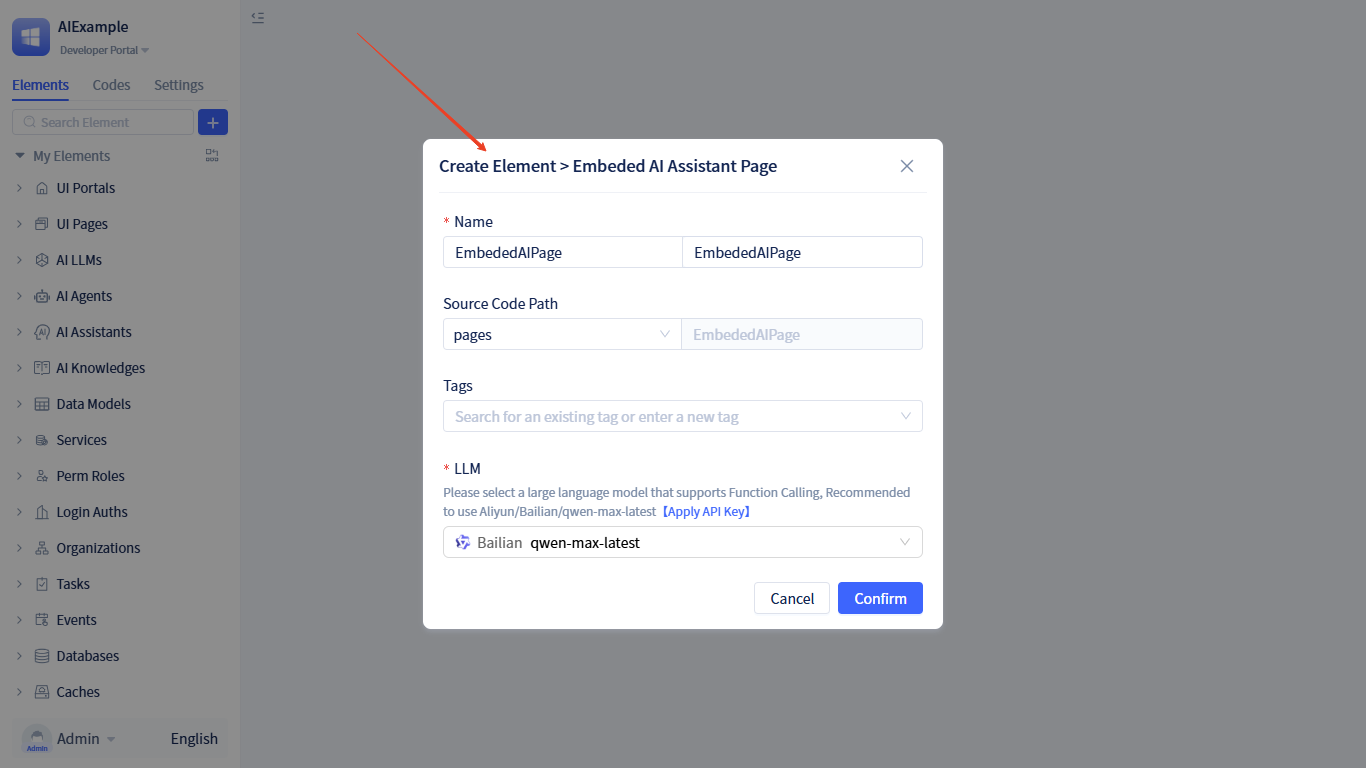 AIExample
Developer Portal
Elements Codes Settings
Search Element
My Elements
UI Portals
UI Pages
AI LLMs
AI Agents
AI Assistants
AI Knowledges
Data Models
Services
Perm Roles
Login Auths
Organizations
Tasks
Events
Databases
Caches
Admin
Admin English
Create Element > Embeded AI Assistant Page
* Name
EmbededAIPage EmbededAIPage
Source Code Path
pages EmbededAIPage
Tags
Search for an existing tag or enter a new tag
* LLM
Please select a large language model that supports Function Calling, Recommended
to use Aliyun/Bailian/qwen-max-latest【Apply API Key】
Bailian qwen-max-latest
Cancel Confirm